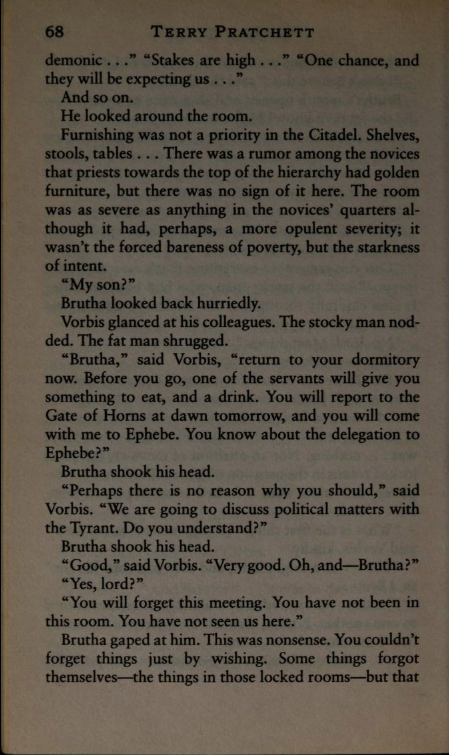 68 TERRY PRATCHETT
demonic . . .” “Stakes are high . . .” “One chance, and
they will be expecting us . . .”
And so on.
He looked around the room.
Furnishing was not a priority in the Citadel. Shelves,
stools, tables . . . There was a rumor among the novices
that priests towards the top of the hierarchy had golden
furniture, but there was no sign of it here. The room
was as severe as anything in the novices’ quarters al-
though it had, perhaps, a more opulent severity; it
wasn’t the forced bareness of poverty, but the starkness
of intent.
“My son?”
Brutha looked back hurriedly.
Vorbis glanced at his colleagues. The stocky man nod-
ded. The fat man shrugged.
“Brutha,” said Vorbis, “return to your dormitory
now. Before you go, one of the servants will give you
something to eat, and a drink. You will report to the
Gate of Horns at dawn tomorrow, and you will come
with me to Ephebe. You know about the delegation to
Ephebe?”
Brutha shook his head.
“Perhaps there is no reason why you should,” said
Vorbis. “We are going to discuss political matters with
the Tyrant. Do you understand?”
Brutha shook his head.
“Good,” said Vorbis. “Very good. Oh, and—Brutha?”
“Yes, lord?”
“You will forget this meeting. You have not been in
this room. You have not seen us here.”
Brutha gaped at him. This was nonsense. You couldn’t
forget things just by wishing. Some things forgot
themselves—the things in those locked rooms—but that